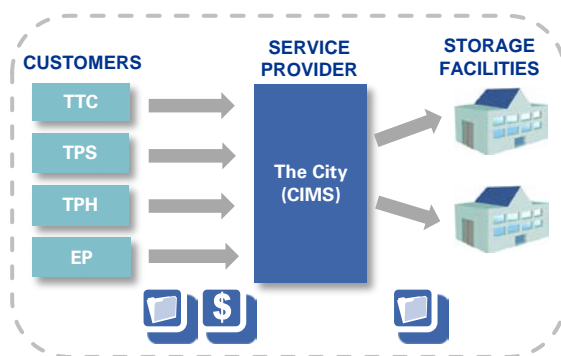 CUSTOMERS
SERVICE
PROVIDER
STORAGE
FACILITIES
TTC
TPS
TPH
EP
The City
(CIMS)
$